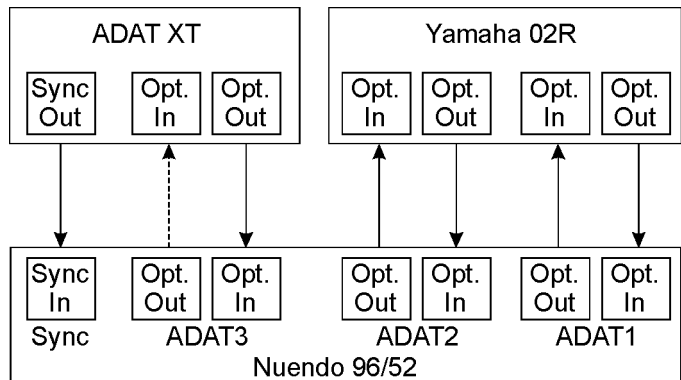 ADAT XT
Yamaha 02R
Sync Out
Opt. In
Opt. Out
Opt. In
Opt. Out
Opt. In
Opt. Out
Sync In
Opt. Out
Opt. In
Opt. Out
Opt. In
Opt. Out
Opt. In
Sync
ADAT3
ADAT2
ADAT1
Nuendo 96/52